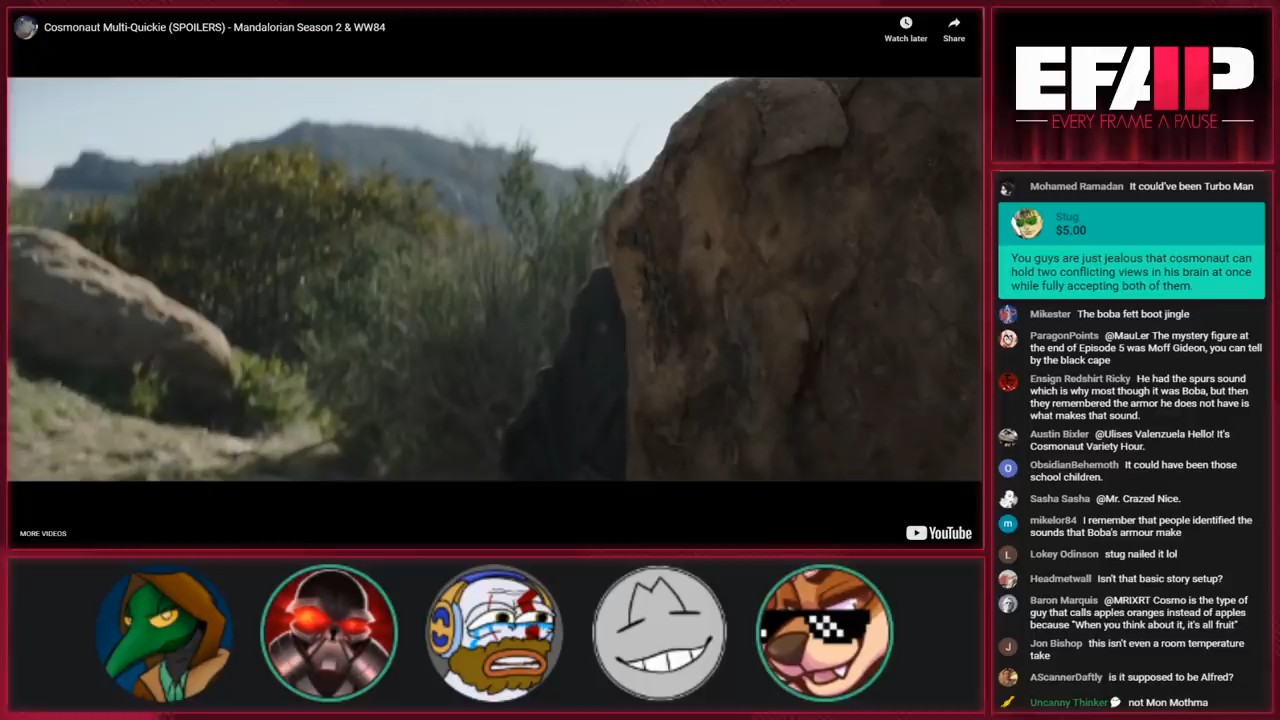 Cosmonaut Multi-Quickie (SPOILERS) - Mandalorian Season 2 & WW84
Watch later
Share
MORE VIDEOS
YouTube
EFAP
EVERY FRAME A PAUSE
Mohamed Ramadan It could've been Turbo Man
Stug
$5.00
You guys are just jealous that cosmonaut can
hold two conflicting views in his brain at once
while fully accepting both of them.
Mikester The boba fett boot jingle
ParagonPoints @MauLer The mystery figure at
the end of Episode 5 was Moff Gideon, you can tell
by the black cape
Ensign Redshirt Ricky He had the spurs sound
which is why most though it was Boba, but then
they remembered the armor he does not have is
what makes that sound.
Austin Bixler @Ulises Valenzuela Hello! It's
Cosmonaut Variety Hour.
O
ObsidianBehemoth It could have been those
school children.
Sasha Sasha @Mr. Crazed Nice.
m
mikelor84 I remember that people identified the
sounds that Boba's armour make
L
Lokey Odinson stug nailed it lol
Headmetwall Isn't that basic story setup?
Baron Marquis @MRIXRT Cosmo is the type of
guy that calls apples oranges instead of apples
because "When you think about it, it's all fruit"
J
Jon Bishop this isn't even a room temperature
take
AScannerDaftly is it supposed to be Alfred?
Uncanny Thinker not Mon Mothma